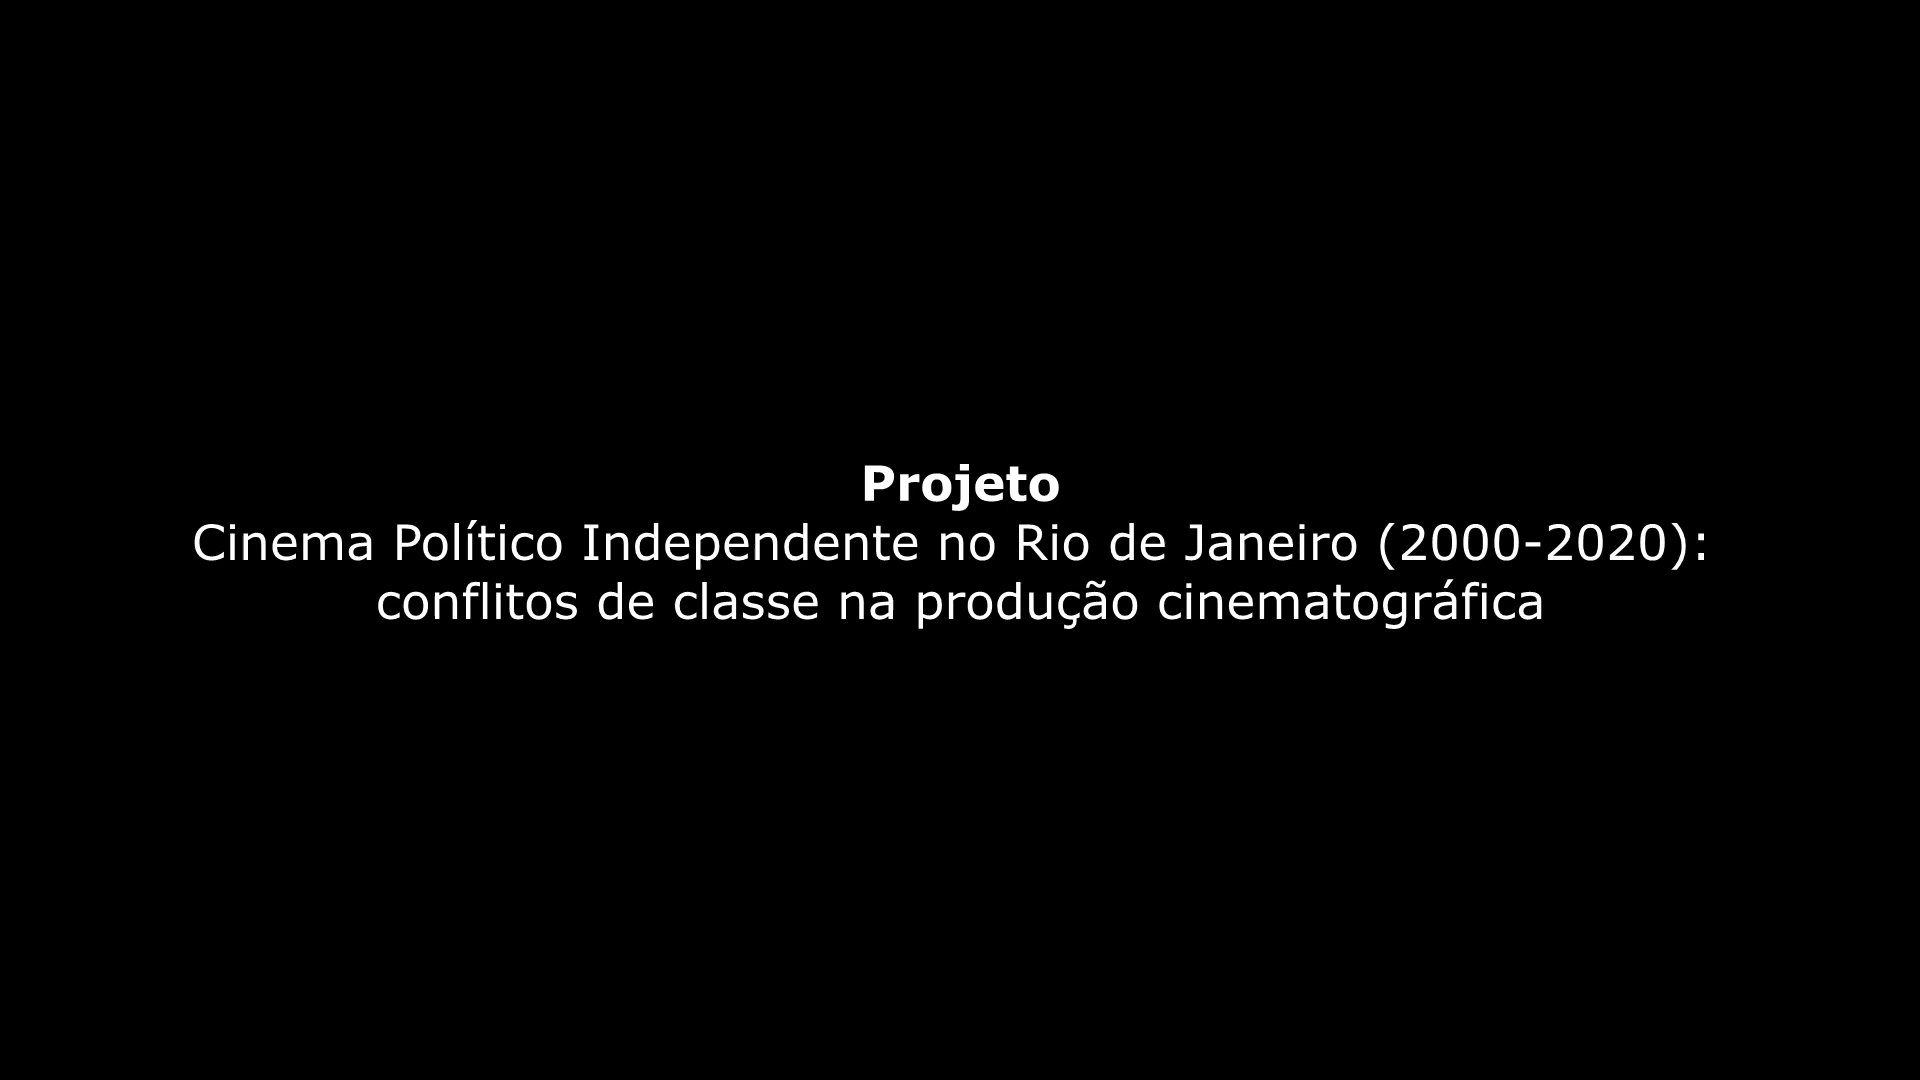 Projeto
Cinema Político Independente no Rio de Janeiro (2000-2020):
conflitos de classe na produção cinematográfica